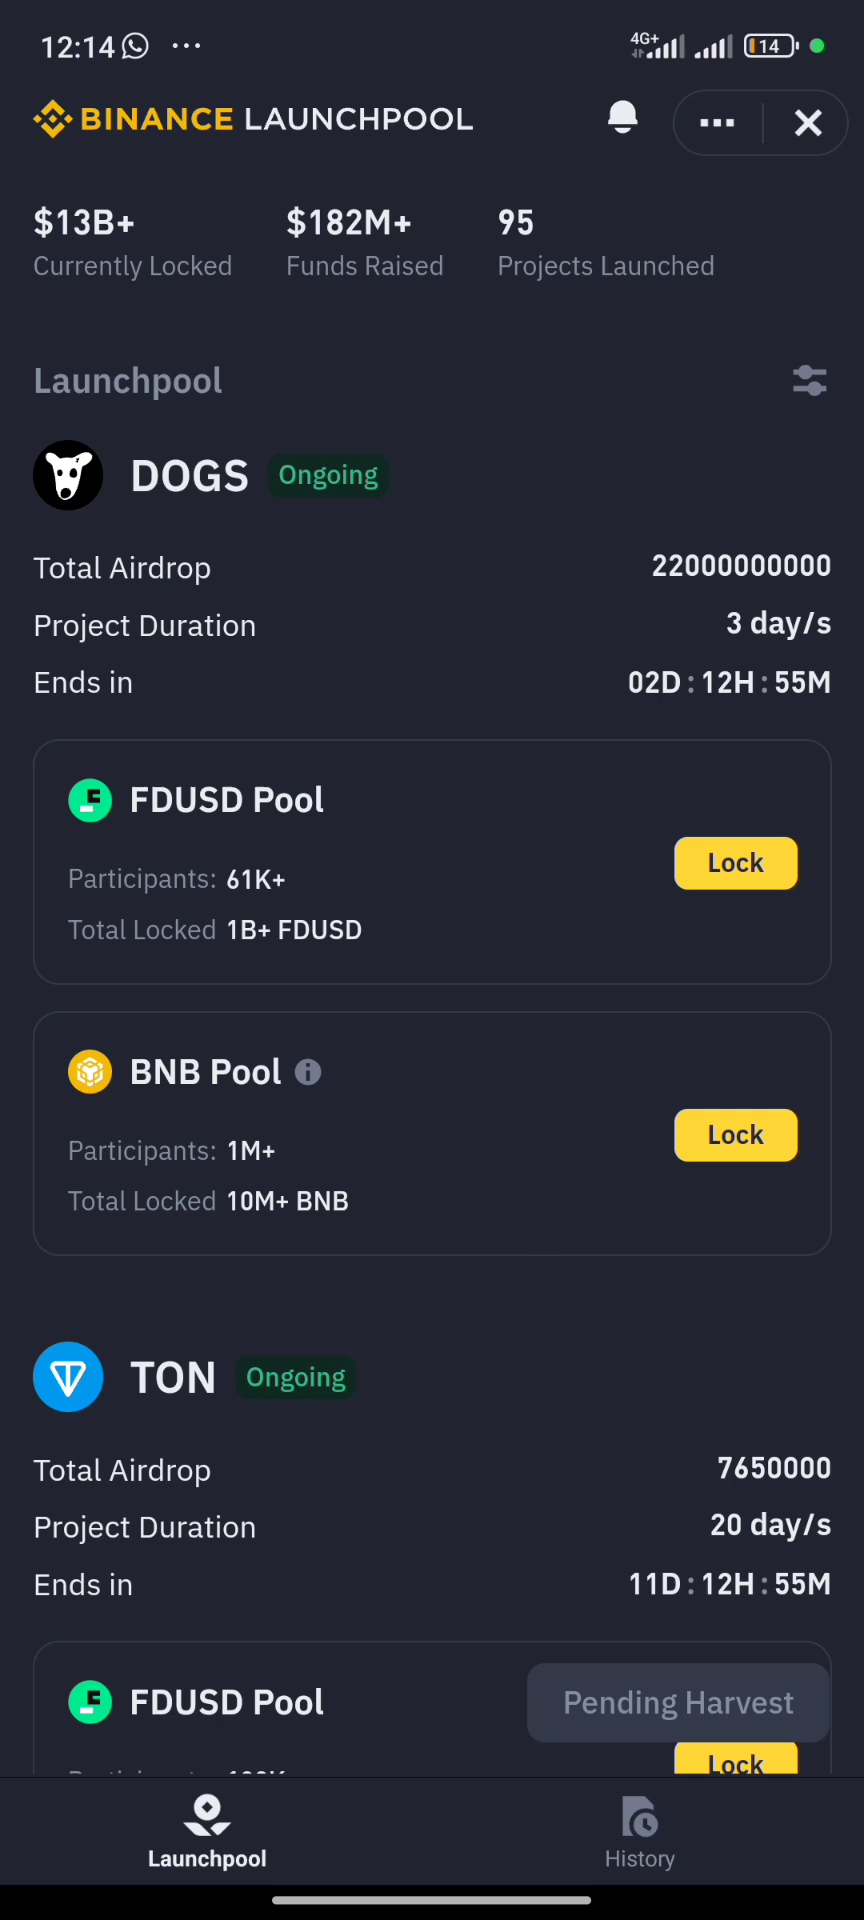 12:14
4G+
14
BINANCE LAUNCHPOOL
$13B+ $182M+ 95
Currently Locked Funds Raised Projects Launched
Launchpool
DOGS Ongoing
Total Airdrop 22000000000
Project Duration 3 day/s
Ends in 02D : 12H : 55M
FDUSD Pool
Participants: 61K+
Lock
Total Locked 1B+ FDUSD
BNB Pool
Participants: 1M+
Lock
Total Locked 10M+ BNB
TON Ongoing
Total Airdrop 7650000
Project Duration 20 day/s
Ends in 11D : 12H : 55M
FDUSD Pool
Pending Harvest
Lock
Launchpool History